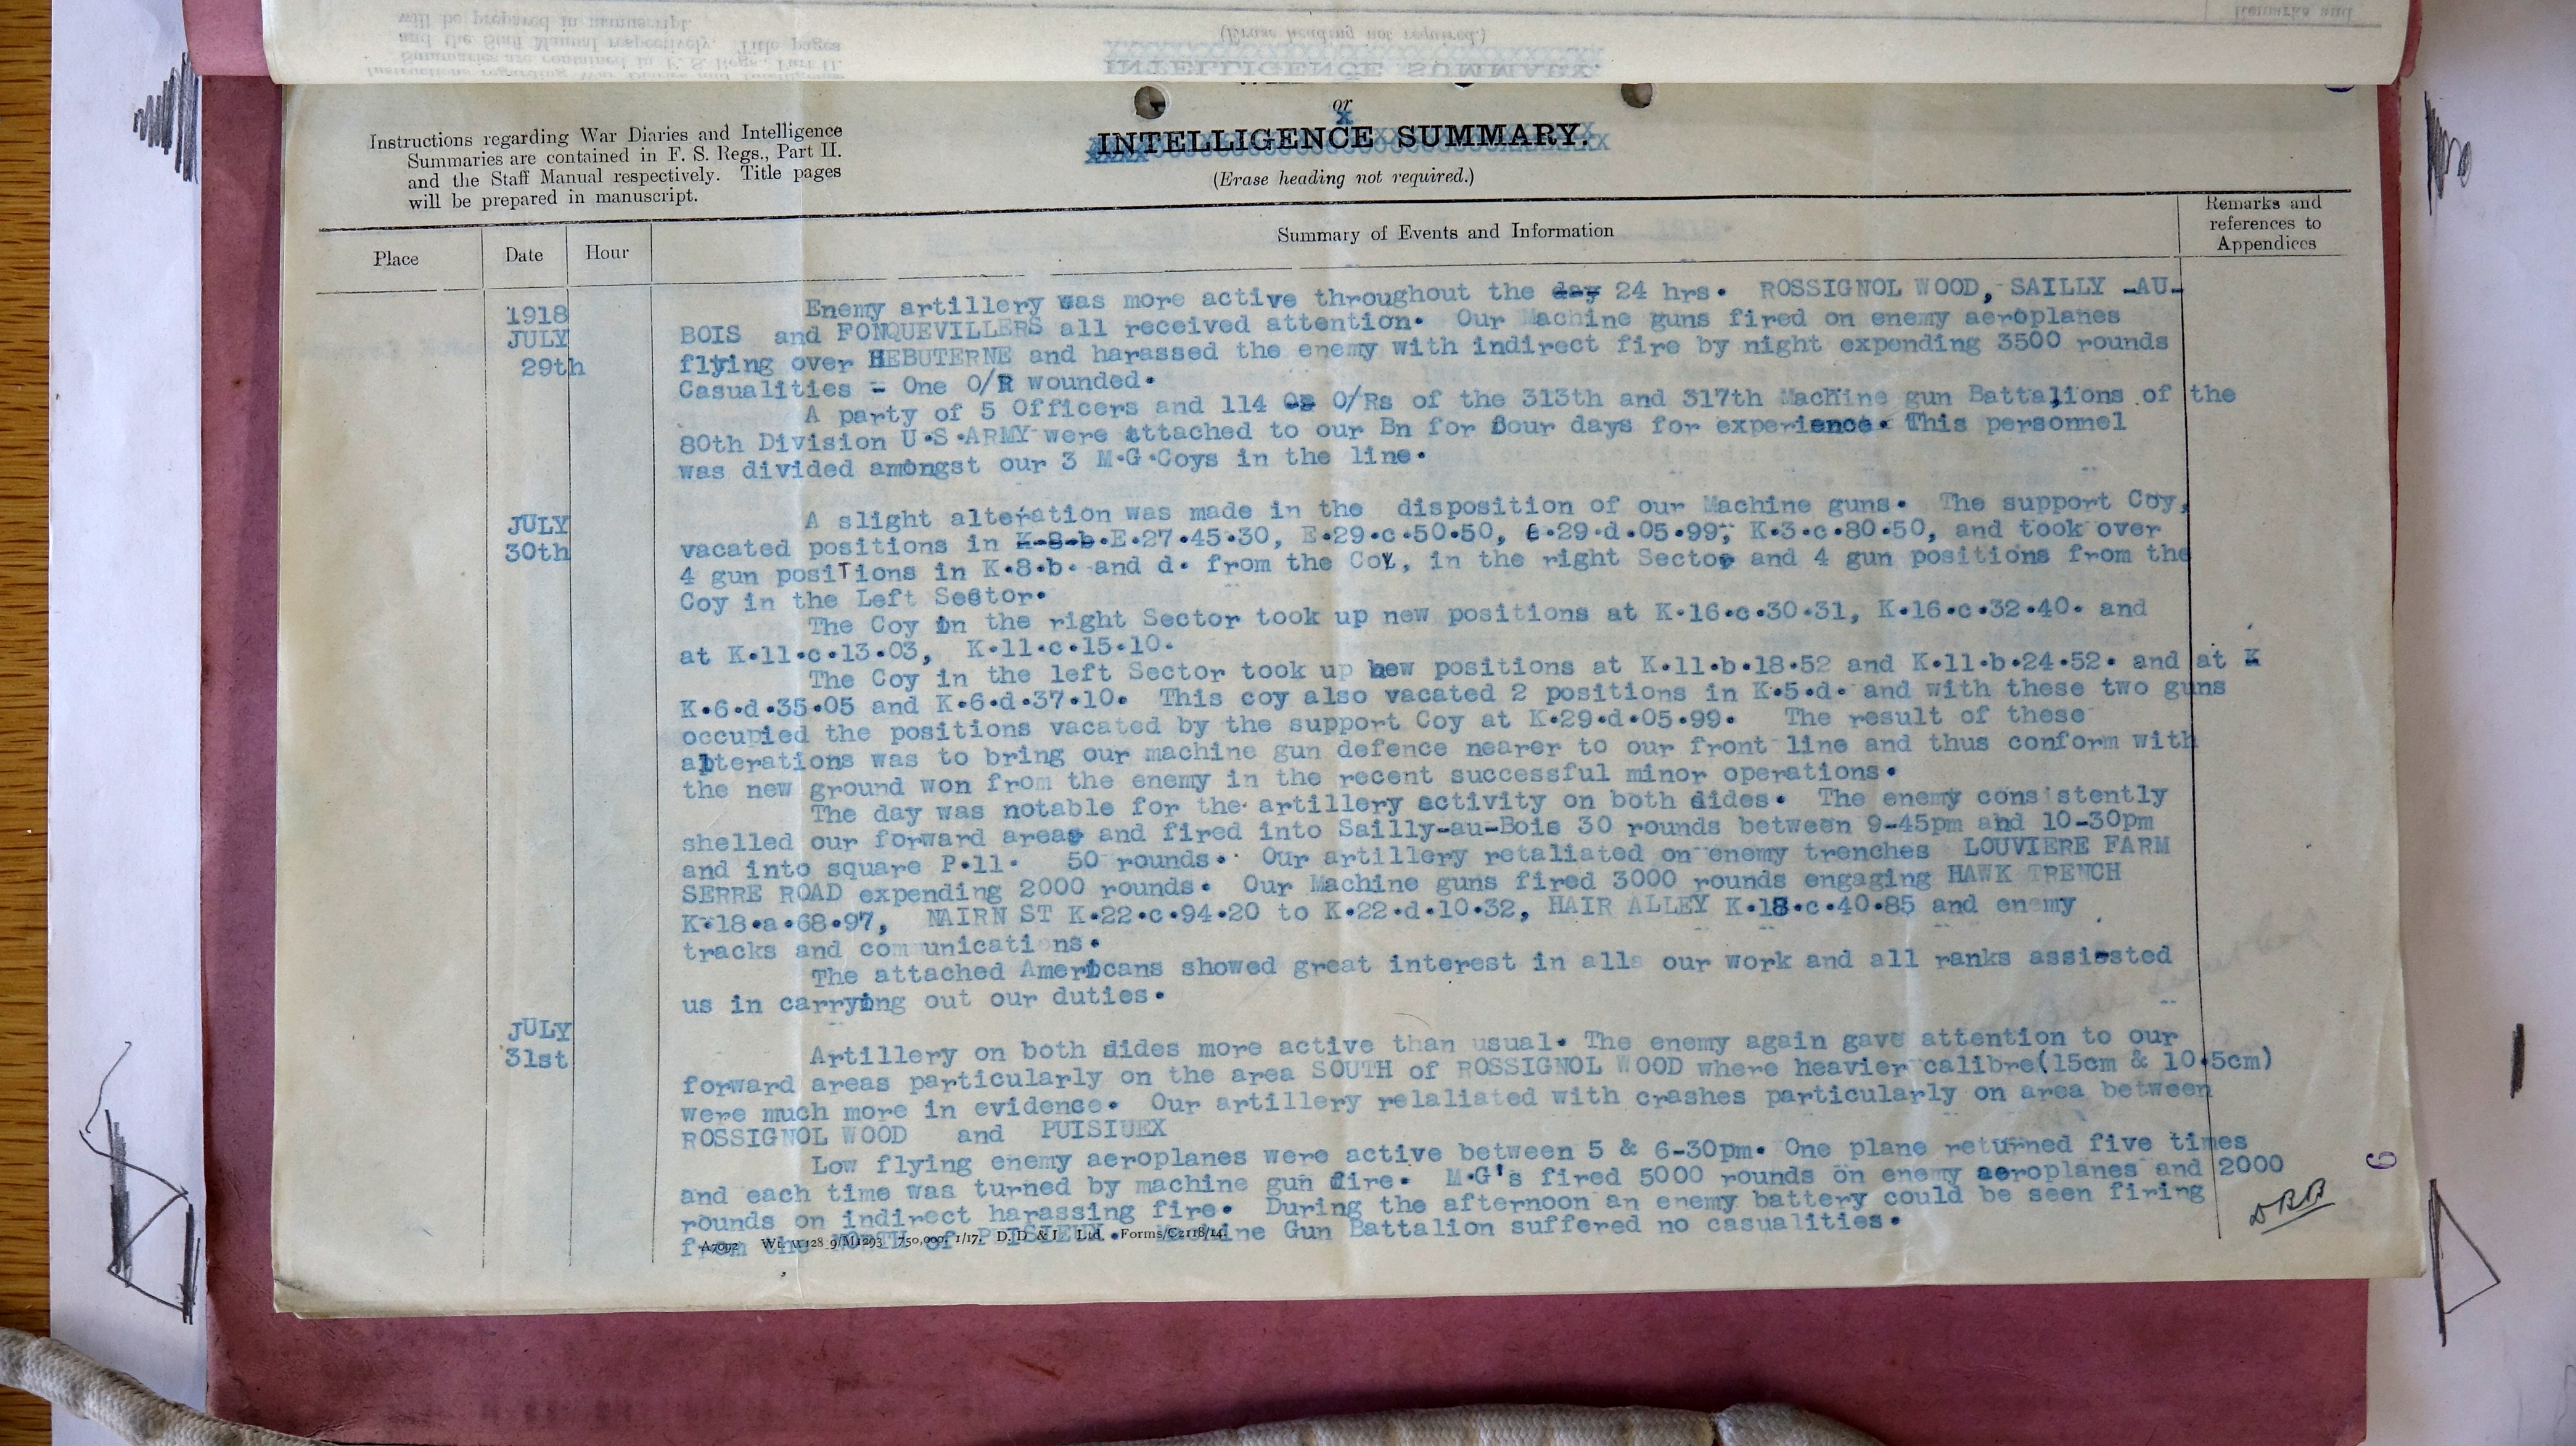 Instructions regarding War Diaries and Intelligence
Summaries are contained in F. S. Regs., Part II.
and the Staff Manual respectively. Title pages
will be prepared in manuscript.
or
INTELLIGENCE SUMMARY.
(Erase heading not required.)
Place
Date
Hour
Summary of Events and Information
Remarks and
references to
Appendices
1918
JULY
29th
Enemy artillery was more active throughout the day 24 hrs. ROSSIGNOL WOOD, SAILLY -AU-
BOIS and FONQUEVILLERS all received attention. Our Machine guns fired on enemy aeroplanes
flying over HEBUTERNE and harassed the enemy with indirect fire by night expending 3500 rounds
Casualities - One O/R wounded.
A party of 5 Officers and 114 Os O/Rs of the 313th and 317th Machine gun Battalions of the
80th Division U.S.ARMY were attached to our Bn for four days for experience. This personnel
was divided amongst our 3 M.G.Coys in the line.
JULY
30th
A slight alteration was made in the disposition of our Machine guns. The support Coy,
vacated positions in K-8-b.E.27.45.30, E.29.c.50.50, E.29.d.05.99; K.3.c.80.50, and took over
4 gun posiTions in K.8.b. and d. from the Coy, in the right Sector and 4 gun positions from the
Coy in the Left Sector.
The Coy in the right Sector took up new positions at K.16.c.30.31, K.16.c.32.40. and
at K.11.c.13.03, K.11.c.15.10.
The Coy in the left Sector took up new positions at K.11.b.18.52 and K.11.b.24.52. and at K
K.6.d.35.05 and K.6.d.37.10. This coy also vacated 2 positions in K.5.d. and with these two guns
occupied the positions vacated by the support Coy at K.29.d.05.99. The result of these
alterations was to bring our machine gun defence nearer to our front line and thus conform with
the new ground won from the enemy in the recent successful minor operations.
The day was notable for the artillery activity on both sides. The enemy consistently
shelled our forward areas and fired into Sailly-au-Bois 30 rounds between 9-45pm and 10-30pm
and into square P.11. 50 rounds. Our artillery retaliated on enemy trenches LOUVIERE FARM
SERRE ROAD expending 2000 rounds. Our Machine guns fired 3000 rounds engaging HAWK TRENCH
K.18.a.68.97, NAIRN ST K.22.c.94.20 to K.22.d.10.32, HAIR ALLEY K.18.c.40.85 and enemy
tracks and communications.
The attached Americans showed great interest in alls our work and all ranks assissted
us in carrying out our duties.
JULY
31st
Artillery on both sides more active than usual. The enemy again gave attention to our
forward areas particularly on the area SOUTH of ROSSIGNOL WOOD where heavier calibre(15cm & 10.5cm)
were much more in evidence. Our artillery relaliated with crashes particularly on area between
ROSSIGNOL WOOD and PUISIUEX
Low flying enemy aeroplanes were active between 5 & 6-30pm. One plane returned five times
and each time was turned by machine gun fire. M.G's fired 5000 rounds on enemy aeroplanes and 2000
rounds on indirect harassing fire. During the afternoon an enemy battery could be seen firing
from the NORTH of PUISIEUX. Machine Gun Battalion suffered no casualities.
6